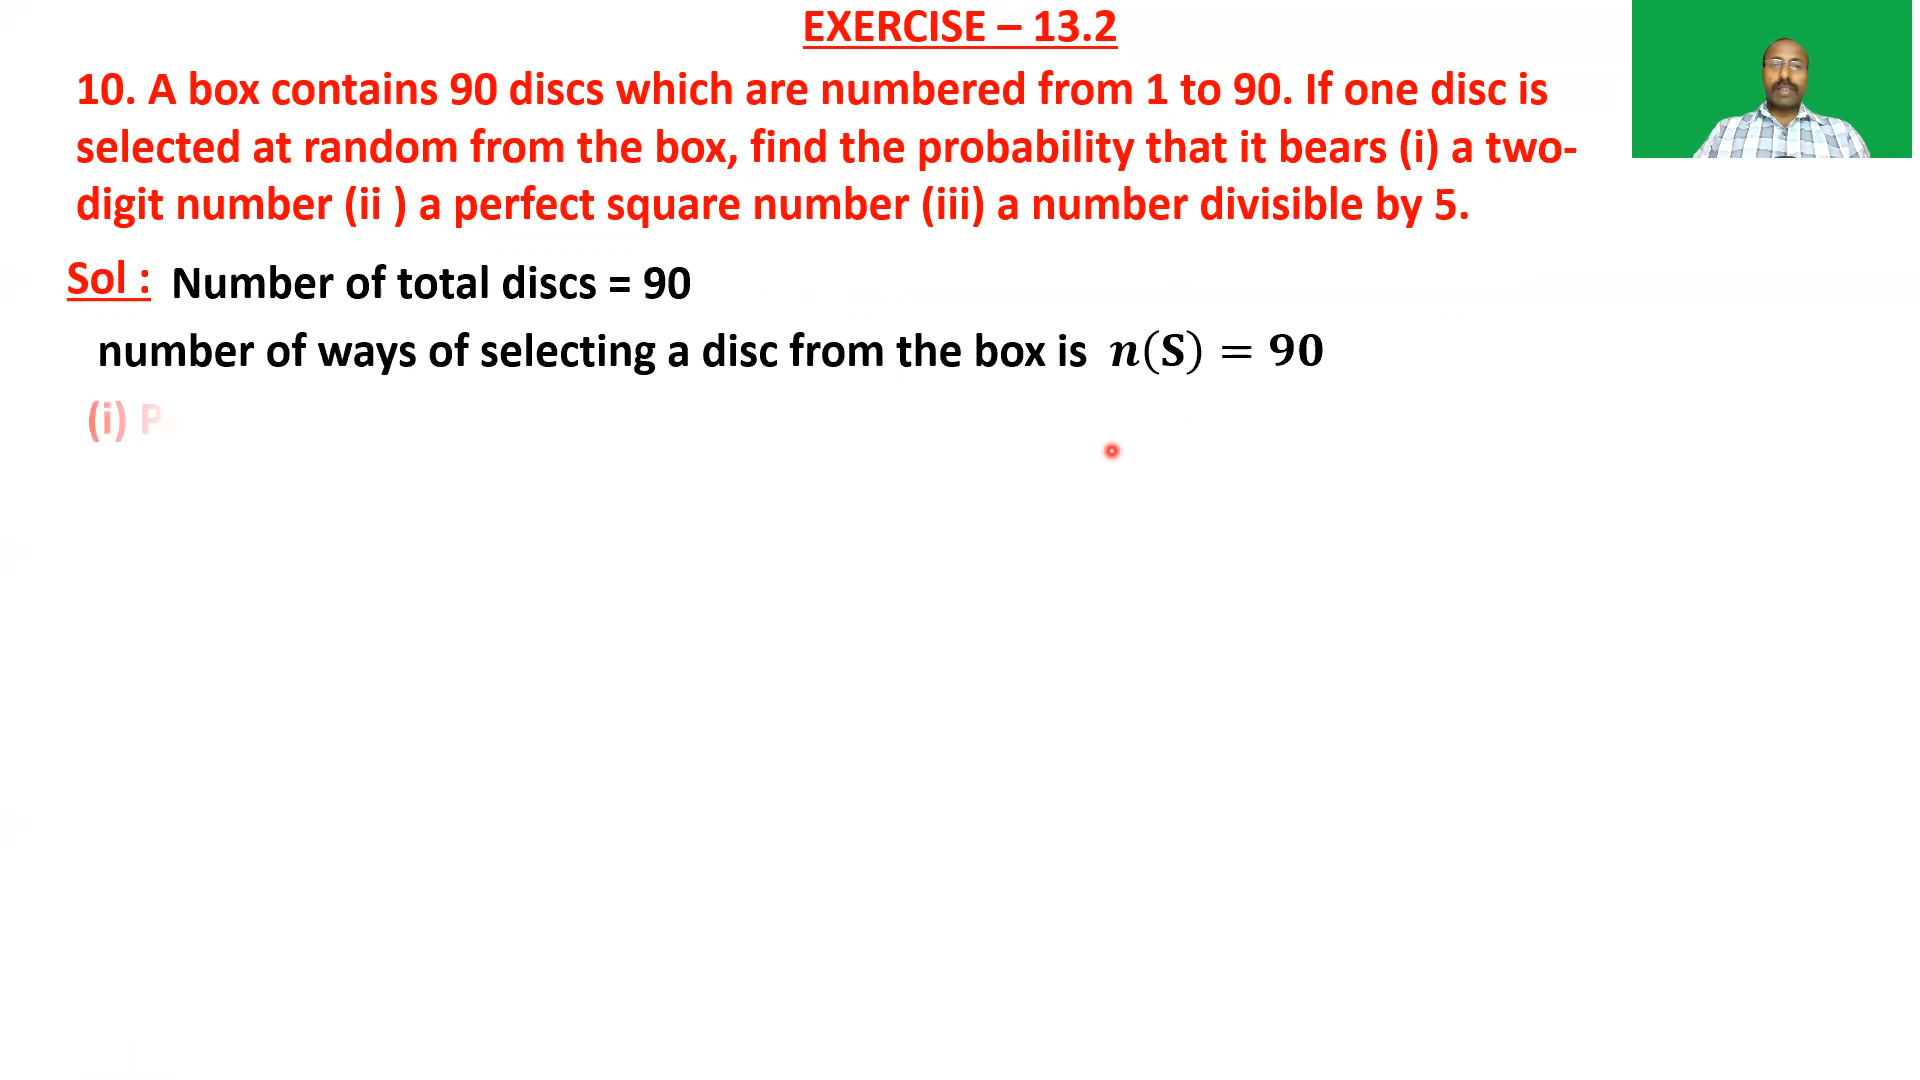 EXERCISE – 13.2
10. A box contains 90 discs which are numbered from 1 to 90. If one disc is
selected at random from the box, find the probability that it bears (i) a two-
digit number (ii ) a perfect square number (iii) a number divisible by 5.
Sol : Number of total discs = 90
number of ways of selecting a disc from the box is n(S) = 90
(i) P